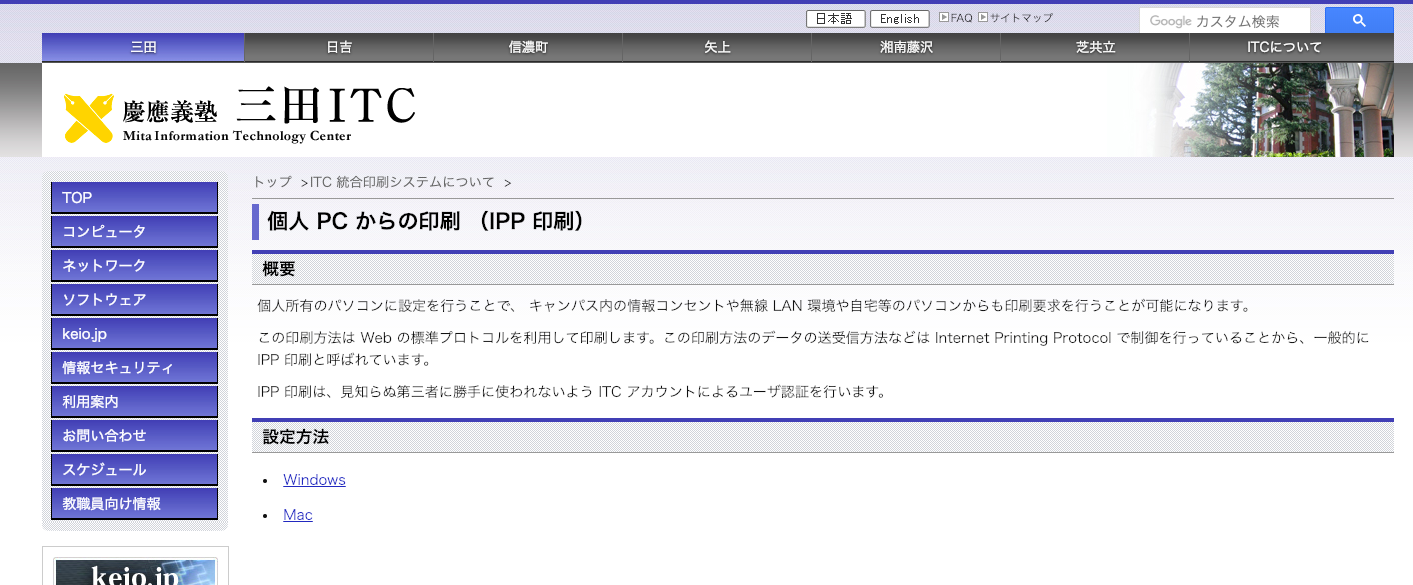 日本語 English FAQ サイトマップ Google カスタム検索
三田 日吉 信濃町 矢上 湘南藤沢 芝共立 ITCについて
慶應義塾 三田ITC
Mita Information Technology Center
トップ >ITC 統合印刷システムについて >
TOP
コンピュータ
ネットワーク
ソフトウェア
keio.jp
情報セキュリティ
利用案内
お問い合わせ
スケジュール
教職員向け情報
keio.jp
個人 PC からの印刷 （IPP 印刷）
概要
個人所有のパソコンに設定を行うことで、 キャンパス内の情報コンセントや無線 LAN 環境や自宅等のパソコンからも印刷要求を行うことが可能になります。
この印刷方法は Web の標準プロトコルを利用して印刷します。この印刷方法のデータの送受信方法などは Internet Printing Protocol で制御を行っていることから、一般的に
IPP 印刷と呼ばれています。
IPP 印刷は、見知らぬ第三者に勝手に使われないよう ITC アカウントによるユーザ認証を行います。
設定方法
• Windows
• Mac